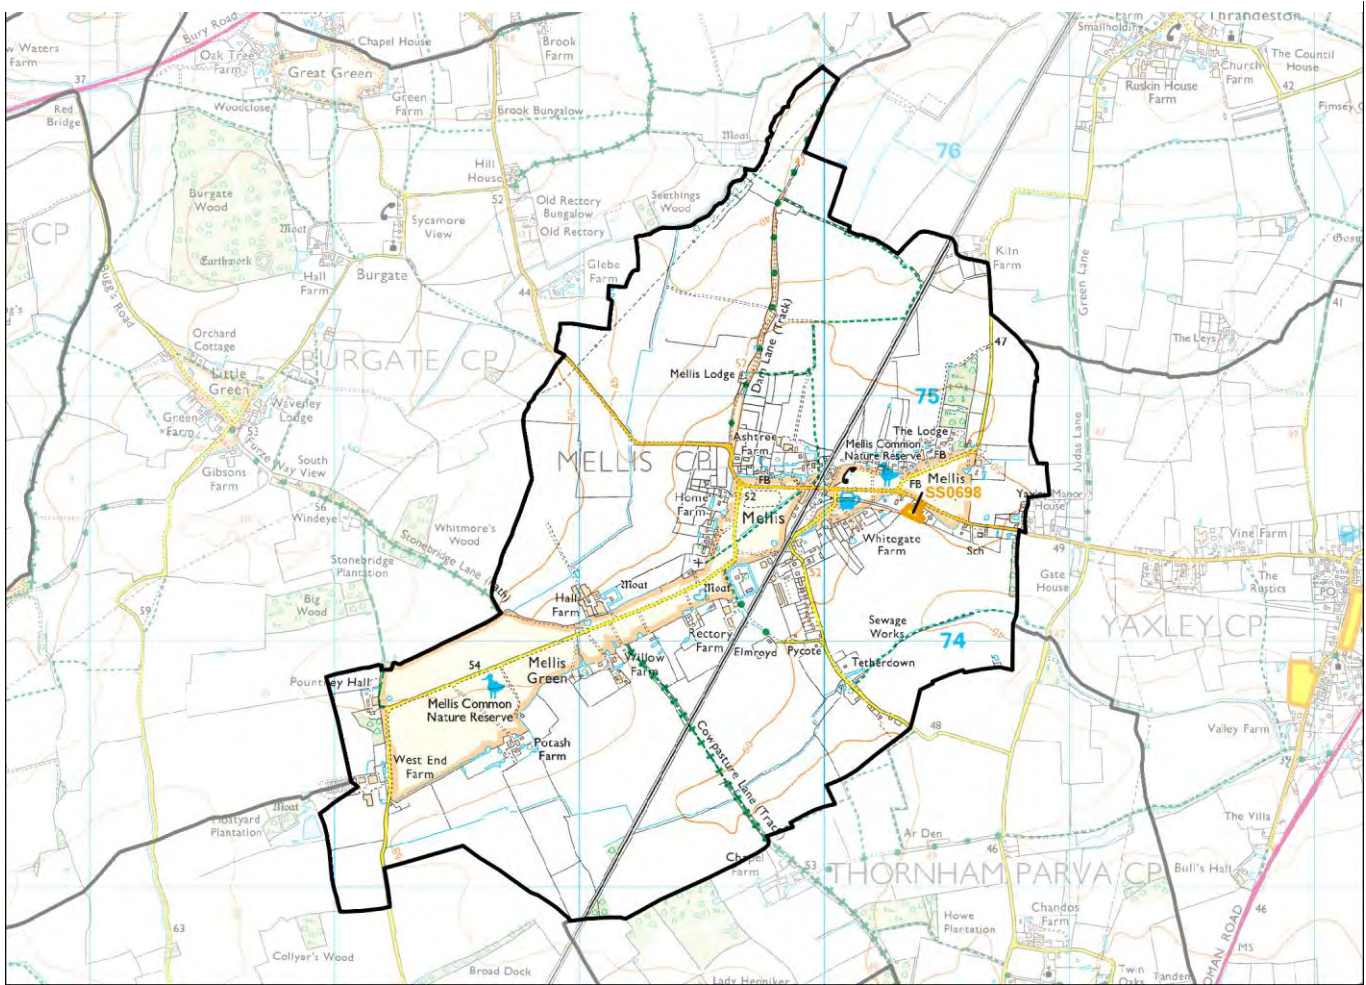 Bury Road
Chapel House
Brook
Farm
Farm
Smallholding
The Council
House
w Waters
Farm
Oak Tree
Farm
Great Green
Church
Farm
37
Ruskin House
Farm
42
Red
Bridge
Woodclose
Green
Farm
Brook Bungalow
Moat
76
Hill
House
52
Burgate
Wood
Old Rectory
Bungalow
Old Rectory
Seethings
Wood
Sycamore
View
E CP
Moat
Earthwork
Hall
Farm
Burgate
Glebe
Farm
Kiln
Farm
Green Lane
Bugg's Road
44
41
Orchard
Cottage
Dam Lane (Track)
The Leys
47
BURGATE CP
Little
Green
Mellis Lodge
75
Waverley
Lodge
Green
Farm
53
The Lodge
Ashtree
Farm
Mellis Common
Nature Reserve
FB
Judas Lane
Furze Way
South
View
MELLIS CP
Gibsons
Farm
FB
FB
Mellis
SS0698
52
Home
Farm
Yaxley Manor
House
56
Windeye
Mellis
Whitmore's
Wood
Whitegate
Farm
Vine Farm
Sch
49
Stonebridge
Plantation
Stonebridge Lane (Path)
Gate
House
The
Rustics
PO
59
Big
Wood
Hall
Farm
Moat
Moat
Sewage
Works
74
YAXLEY CP
Rectory
Farm
Elmroyd
Pycote
Tetherdown
54
Mellis
Green
Willow
Farm
Pountney Hall
Mellis Common
Nature Reserve
Cowpasture Lane (Track)
48
Valley Farm
Potash
Farm
West End
Farm
39
Moat
Moatyard
Plantation
The Villa
Ar Den
46
Chapel
Farm
53
THORNHAM PARVA CP
Bull's Hall
46
Chandos
Farm
Howe
Plantation
63
Collyer's Wood
Broad Dock
ROMAN ROAD
MS
Lady Henniker
Twin
Oaks